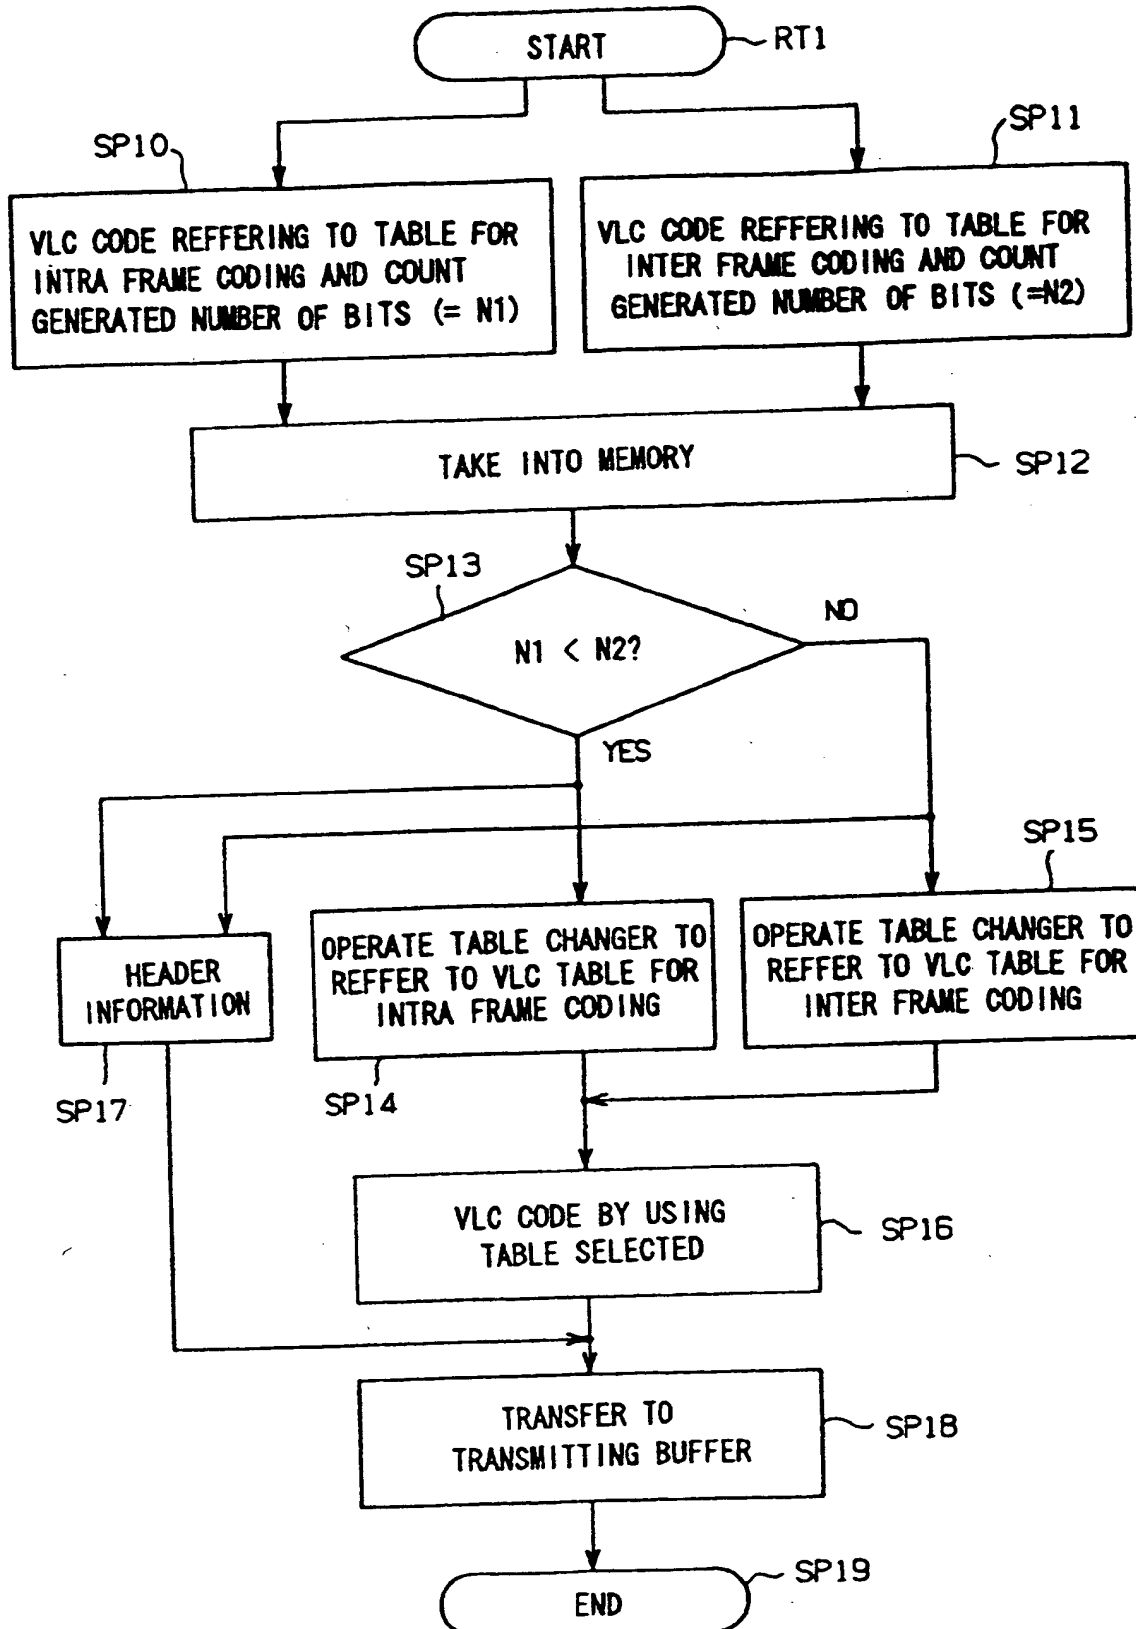 START
RT1
SP10
SP11
VLC CODE REFFERING TO TABLE FOR
INTRA FRAME CODING AND COUNT
GENERATED NUMBER OF BITS (= N1)
VLC CODE REFFERING TO TABLE FOR
INTER FRAME CODING AND COUNT
GENERATED NUMBER OF BITS (=N2)
TAKE INTO MEMORY
SP12
SP13
N1 < N2?
NO
YES
SP15
HEADER
INFORMATION
OPERATE TABLE CHANGER TO
REFFER TO VLC TABLE FOR
INTRA FRAME CODING
OPERATE TABLE CHANGER TO
REFFER TO VLC TABLE FOR
INTER FRAME CODING
SP17
SP14
VLC CODE BY USING
TABLE SELECTED
SP16
TRANSFER TO
TRANSMITTING BUFFER
SP18
END
SP19